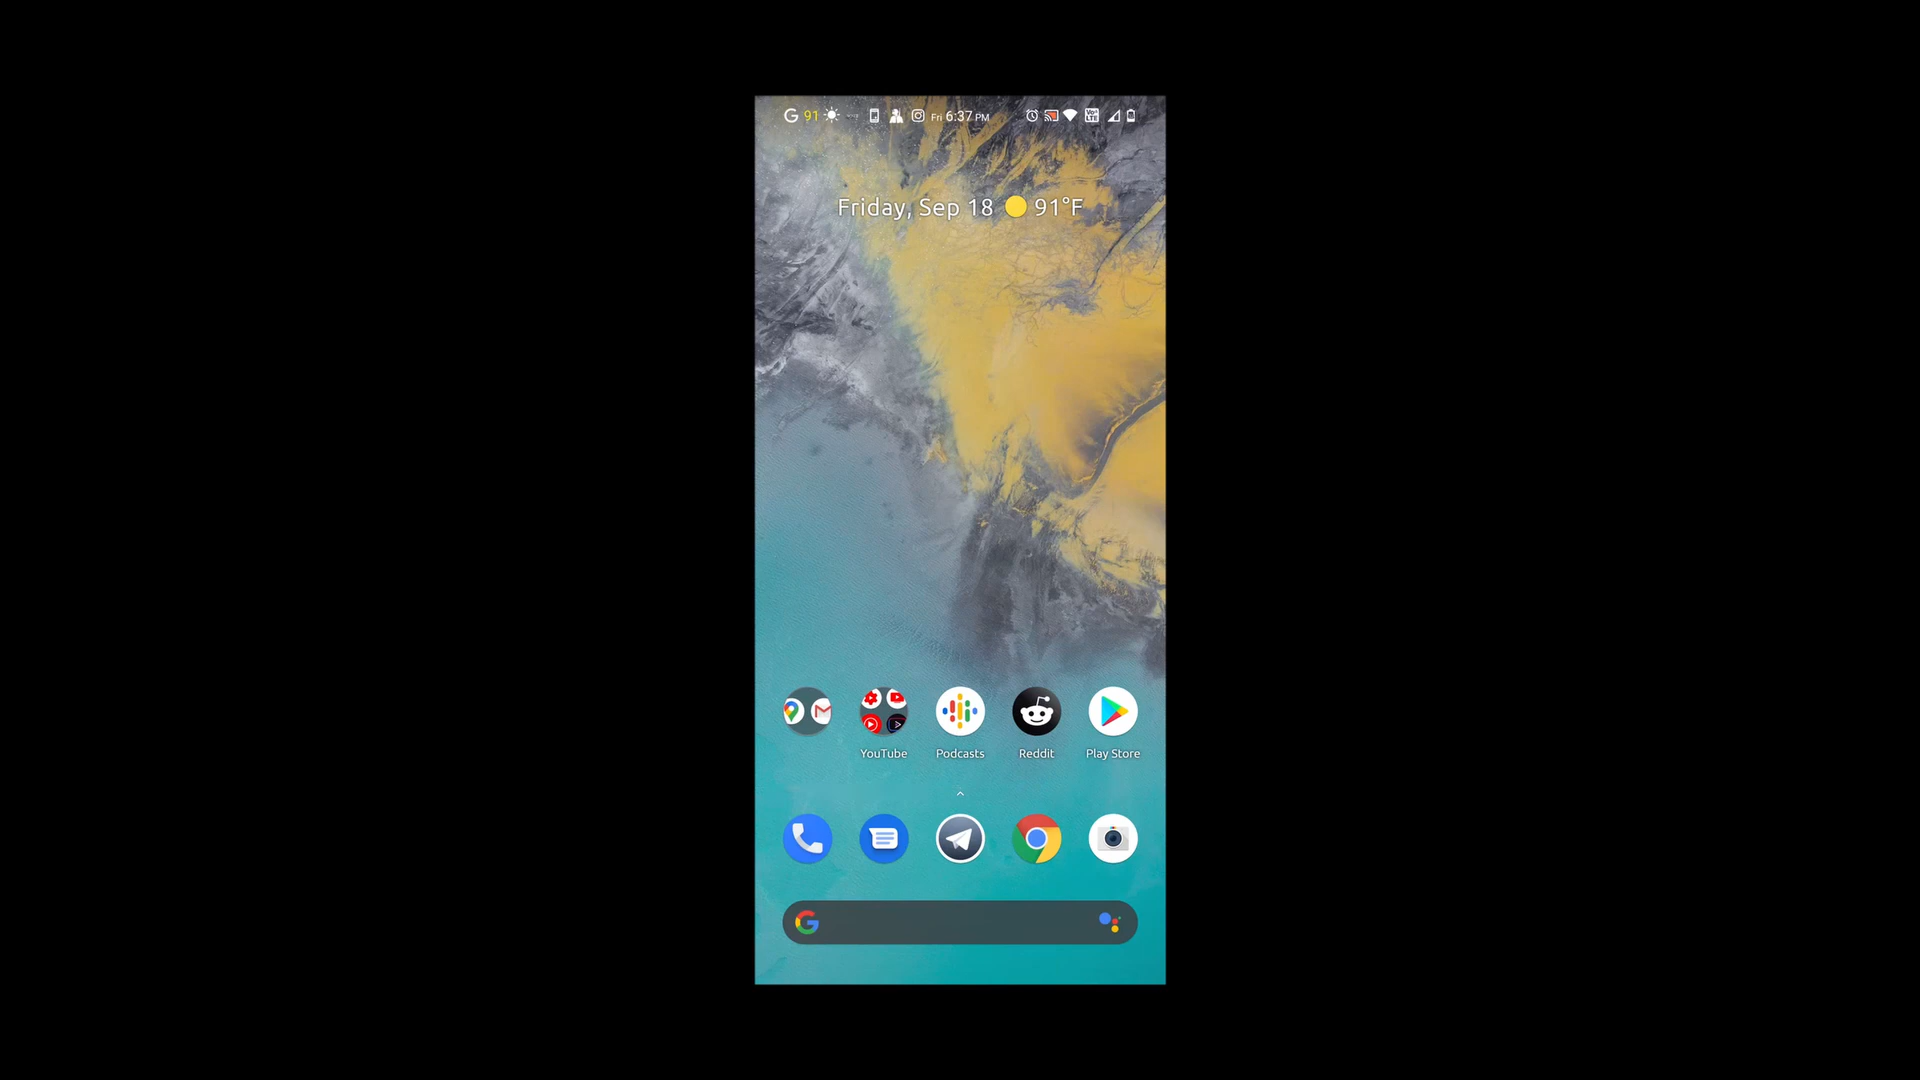 G 91 Fri 6:37 PM
Friday, Sep 18 91°F
YouTube Podcasts Reddit Play Store